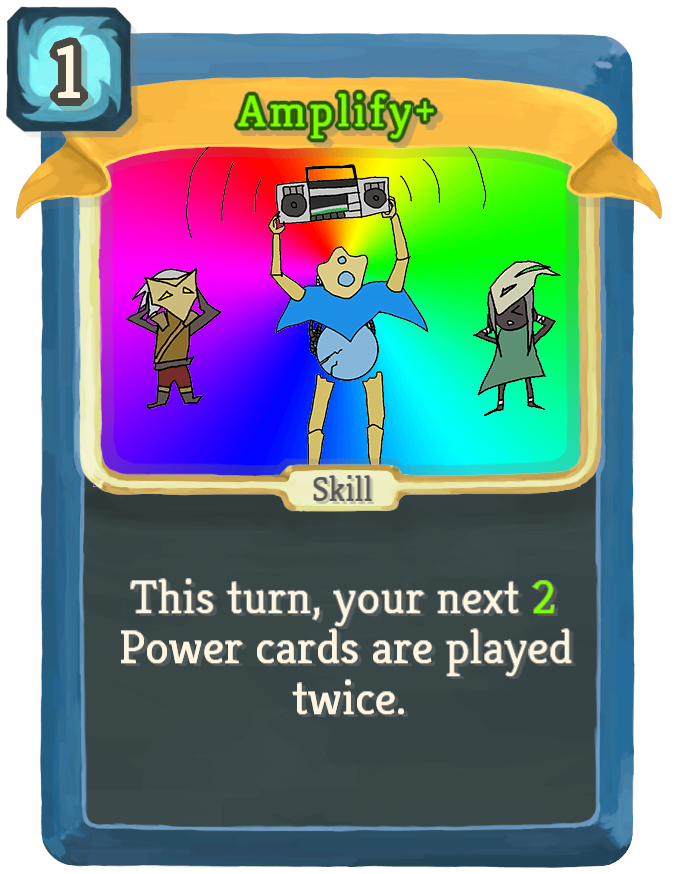 1
Amplify+
Skill
This turn, your next 2
Power cards are played
twice.